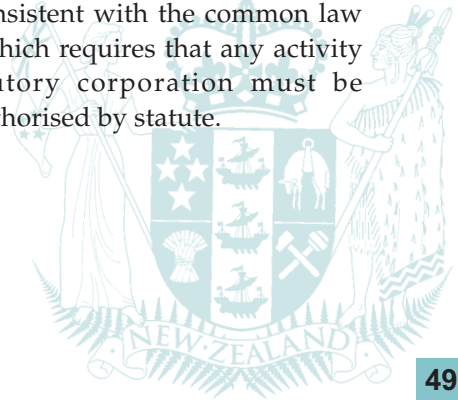 nsistent with the common law
hich requires that any activity
utory corporation must be
thorised by statute.
NEW ZEALAND
49